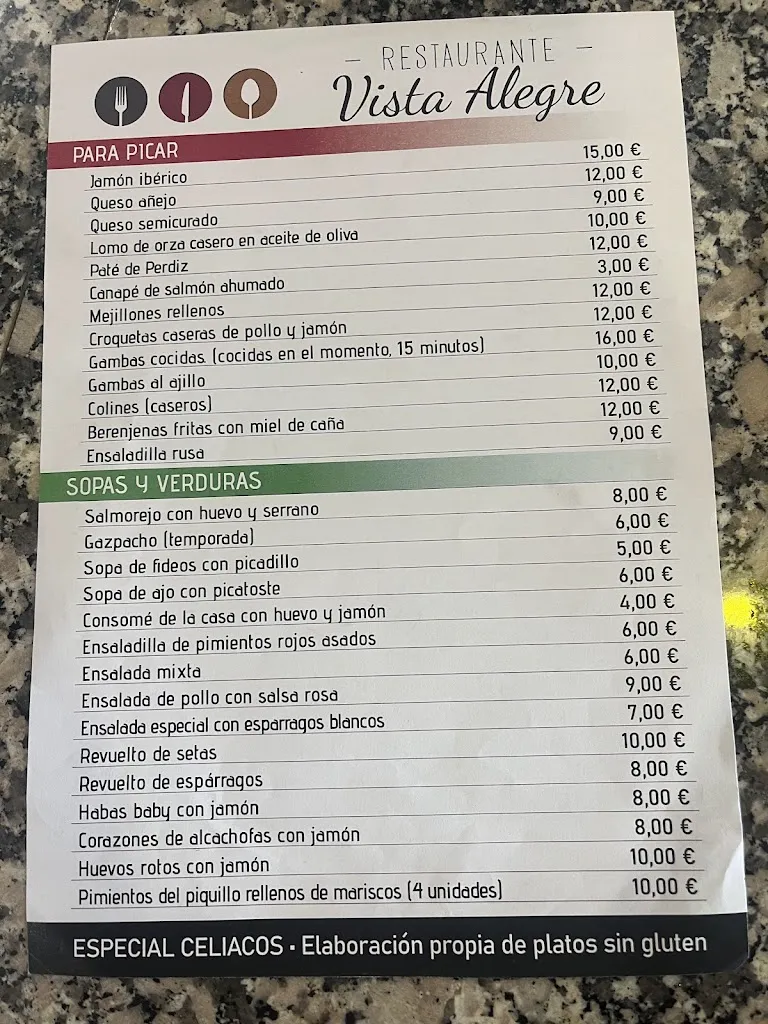 — RESTAURANTE —
Vista Alegre
PARA PICAR
Jamón ibérico 15,00 €
Queso añejo 12,00 €
Queso semicurado 9,00 €
Lomo de orza casero en aceite de oliva 10,00 €
Paté de Perdiz 12,00 €
Canapé de salmón ahumado 3,00 €
Mejillones rellenos 12,00 €
Croquetas caseras de pollo y jamón 12,00 €
Gambas cocidas. (cocidas en el momento, 15 minutos) 16,00 €
Gambas al ajillo 10,00 €
Colines (caseros) 12,00 €
Berenjenas fritas con miel de caña 12,00 €
Ensaladilla rusa 9,00 €
SOPAS Y VERDURAS
Salmorejo con huevo y serrano 8,00 €
Gazpacho (temporada) 6,00 €
Sopa de fideos con picadillo 5,00 €
Sopa de ajo con picatoste 6,00 €
Consomé de la casa con huevo y jamón 4,00 €
Ensaladilla de pimientos rojos asados 6,00 €
Ensalada mixta 6,00 €
Ensalada de pollo con salsa rosa 9,00 €
Ensalada especial con esparragos blancos 7,00 €
Revuelto de setas 10,00 €
Revuelto de espárragos 8,00 €
Habas baby con jamón 8,00 €
Corazones de alcachofas con jamón 8,00 €
Huevos rotos con jamón 10,00 €
Pimientos del piquillo rellenos de mariscos (4 unidades) 10,00 €
ESPECIAL CELIACOS · Elaboración propia de platos sin gluten